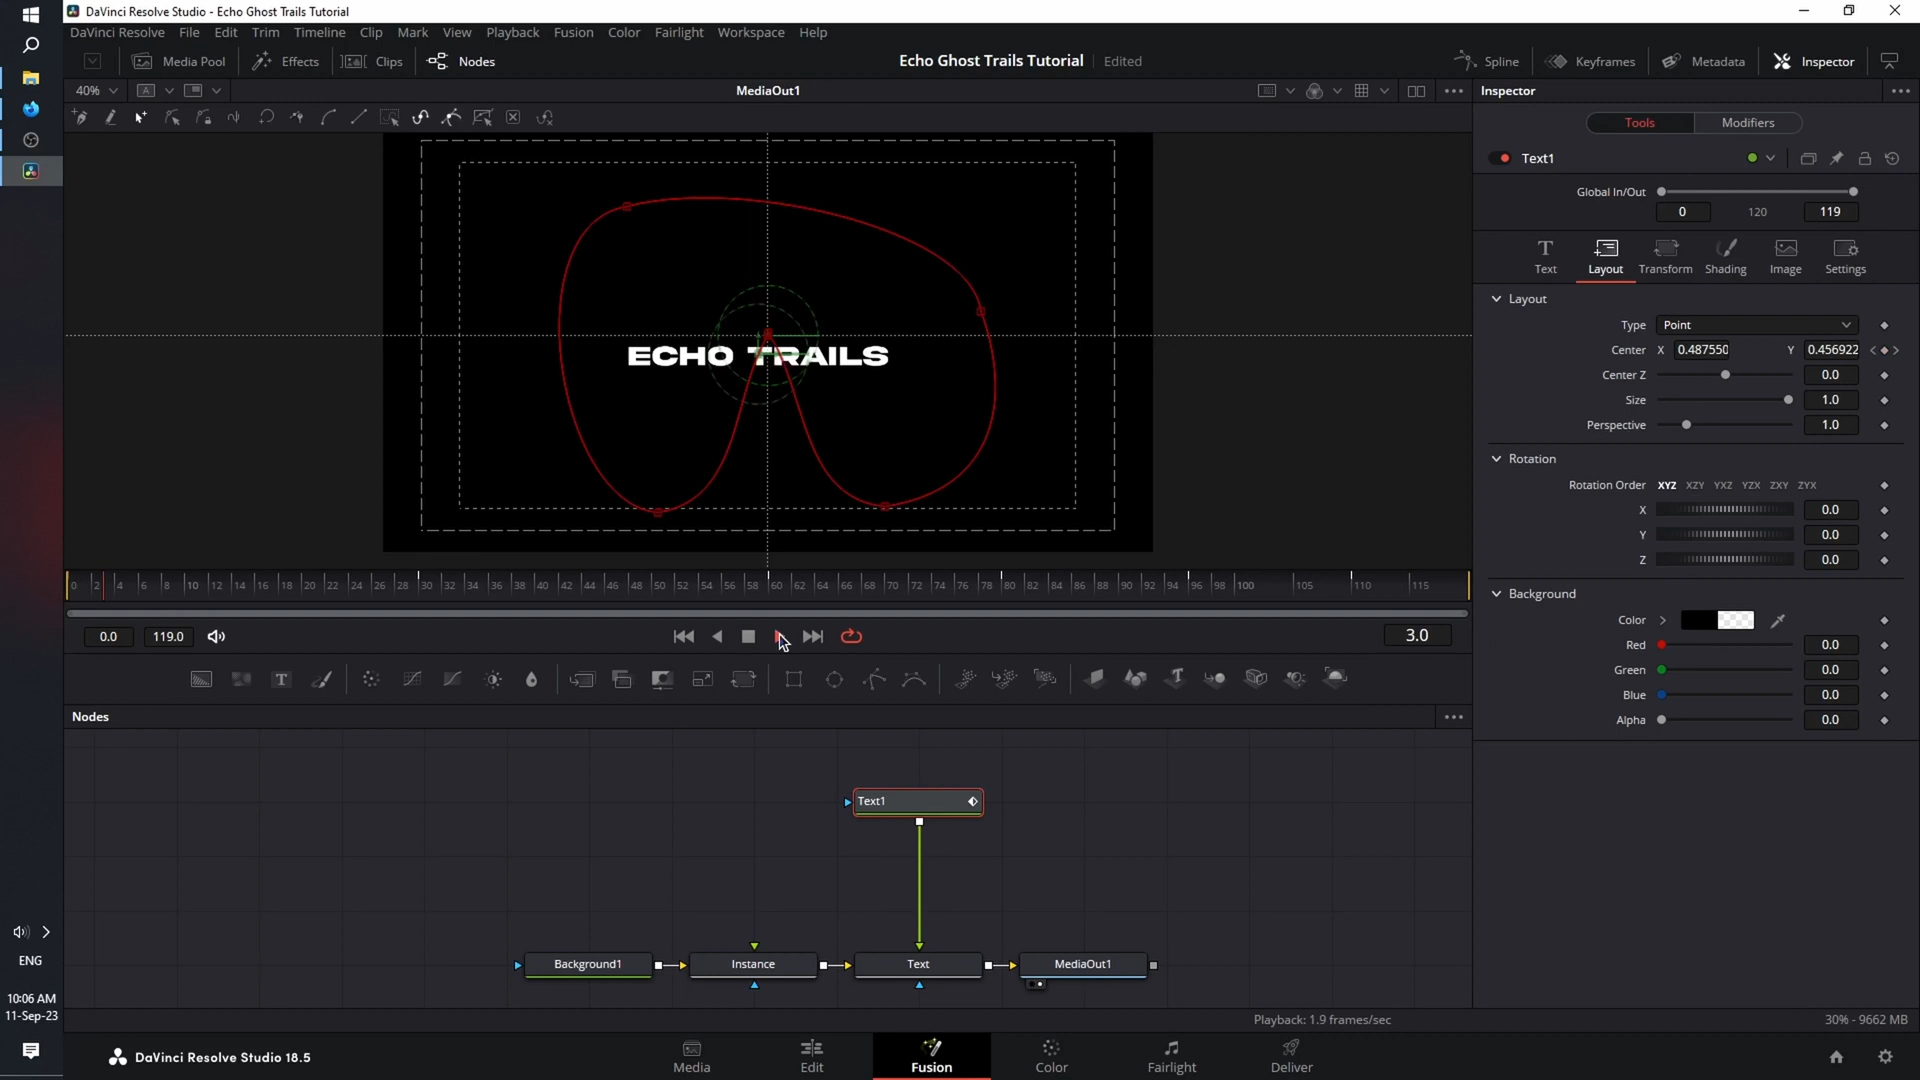 DaVinci Resolve Studio - Echo Ghost Trails Tutorial
DaVinci Resolve File Edit Trim Timeline Clip Mark View Playback Fusion Color Fairlight Workspace Help
Media Pool Effects Clips Nodes Echo Ghost Trails Tutorial Edited Spline Keyframes Metadata Inspector
40% A MediaOut1 Inspector
Tools Modifiers
Text1
Global In/Out
0 120 119
Text Layout Transform Shading Image Settings
Layout
Type Point
Center X 0.487550 Y 0.456922
Center Z 0.0
Size 1.0
Perspective 1.0
ECHO TRAILS
Rotation
Rotation Order XYZ XZY YXZ YZX ZXY ZYX
X 0.0
Y 0.0
Z 0.0
Background
Color
Red 0.0
Green 0.0
Blue 0.0
Alpha 0.0
0 2 4 6 8 10 12 14 16 18 20 22 24 26 28 30 32 34 36 38 40 42 44 46 48 50 52 54 56 58 60 62 64 66 68 70 72 74 76 78 80 82 84 86 88 90 92 94 96 98 100 105 110 115
0.0 119.0 3.0
Nodes
Text1
Background1 Instance Text MediaOut1
ENG
10:06 AM
11-Sep-23
Playback: 1.9 frames/sec 30% - 9662 MB
DaVinci Resolve Studio 18.5
Media Edit Fusion Color Fairlight Deliver